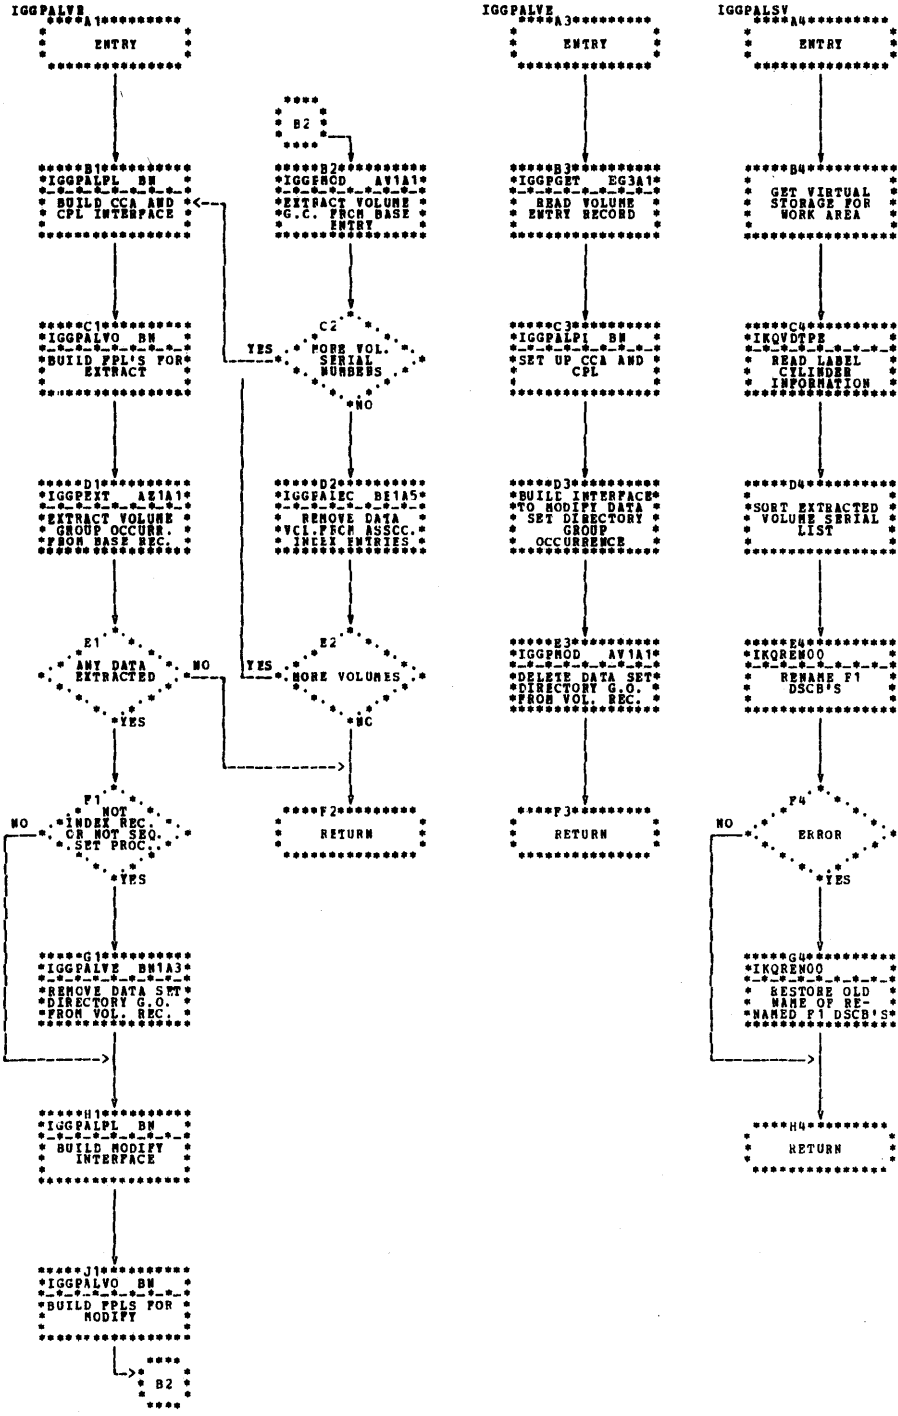 IGGPALVR
A1
ENTRY
B1
IGGPALPL BN
BUILD CCA AND
CPL INTERFACE
C1
IGGPALVO BN
BUILD FPL'S FOR
EXTRACT
D1
IGGPEXT AZ1A1
EXTRACT VOLUME
GROUP OCCURR.
FROM BASE REC.
E1
ANY DATA
EXTRACTED
NO
YES
F1
NOT
INDEX REC.
OR NOT SEQ.
SET PROC.
NO
YES
G1
IGGPALVE BN1A3
REMOVE DATA SET
DIRECTORY G.O.
FROM VOL. REC.
H1
IGGPALPL BN
BUILD MODIFY
INTERFACE
J1
IGGPALVO BN
BUILD FPLS FOR
MODIFY
B2
B2
B2
IGGPMOD AV1A1
EXTRACT VOLUME
G.C. FROM BASE
ENTRY
C2
MORE VOL.
SERIAL
NUMBERS
YES
NO
D2
IGGPALEC BE1A5
REMOVE DATA
VCL.FRCM ASSCC.
INDEX ENTRIES
E2
MORE VOLUMES
YES
NC
F2
RETURN
IGGPALVE
A3
ENTRY
B3
IGGPGET EG3A1
READ VOLUME
ENTRY RECORD
C3
IGGPALPI BN
SET UP CCA AND
CPL
D3
BUILD INTERFACE
TO MODIFY DATA
SET DIRECTORY
GROUP
OCCURRENCE
E3
IGGPMOD AV1A1
DELETE DATA SET
DIRECTORY G.O.
FROM VOL. REC.
F3
RETURN
IGGPALSV
A4
ENTRY
B4
GET VIRTUAL
STORAGE FOR
WORK AREA
C4
IKQVDTPE
READ LABEL
CYLINDER
INFORMATION
D4
SORT EXTRACTED
VOLUME SERIAL
LIST
E4
IKQREN00
RENAME F1
DSCB'S
F4
ERROR
NO
YES
G4
IKQREN00
RESTORE OLD
NAME OF RE-
NAMED F1 DSCB'S
H4
RETURN